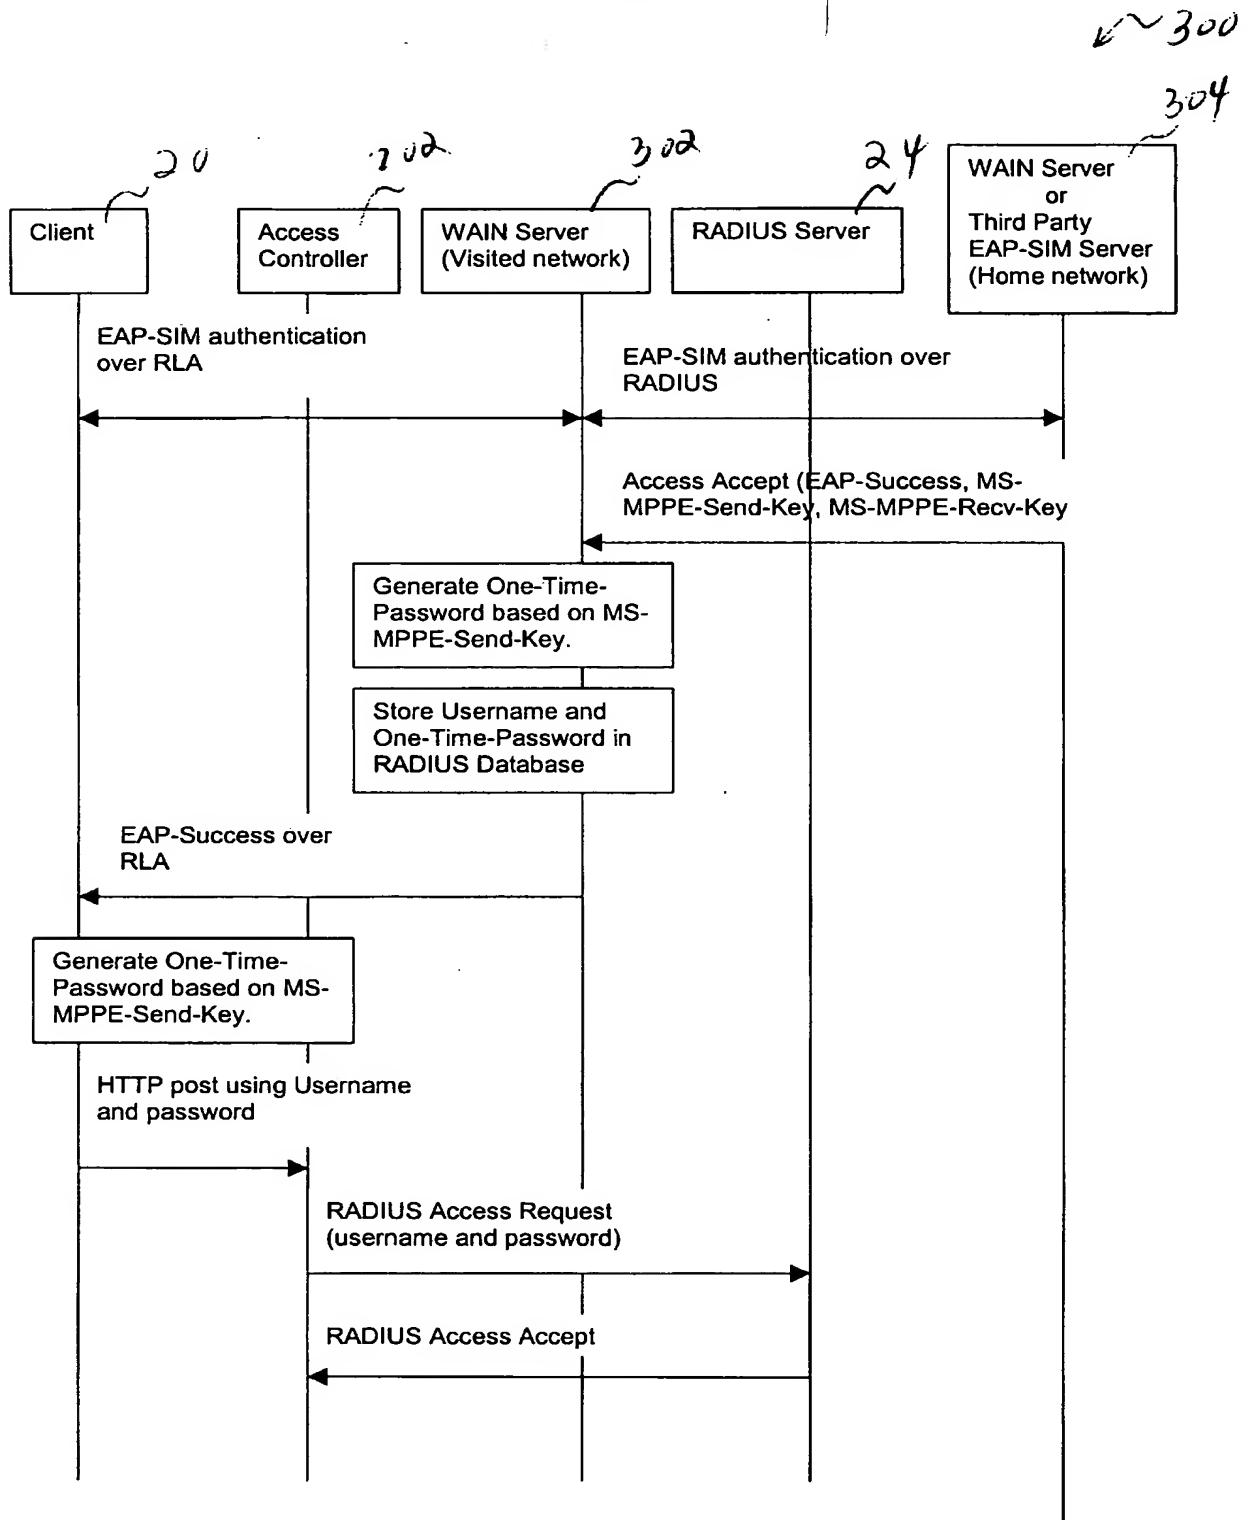 300
304
20
302
24
Client
Access
Controller
WAIN Server
(Visited network)
RADIUS Server
WAIN Server
or
Third Party
EAP-SIM Server
(Home network)
EAP-SIM authentication
over RLA
EAP-SIM authentication over
RADIUS
Access Accept (EAP-Success, MS-
MPPE-Send-Key, MS-MPPE-Recv-Key
Generate One-Time-
Password based on MS-
MPPE-Send-Key.
Store Username and
One-Time-Password in
RADIUS Database
EAP-Success over
RLA
Generate One-Time-
Password based on MS-
MPPE-Send-Key.
HTTP post using Username
and password
RADIUS Access Request
(username and password)
RADIUS Access Accept